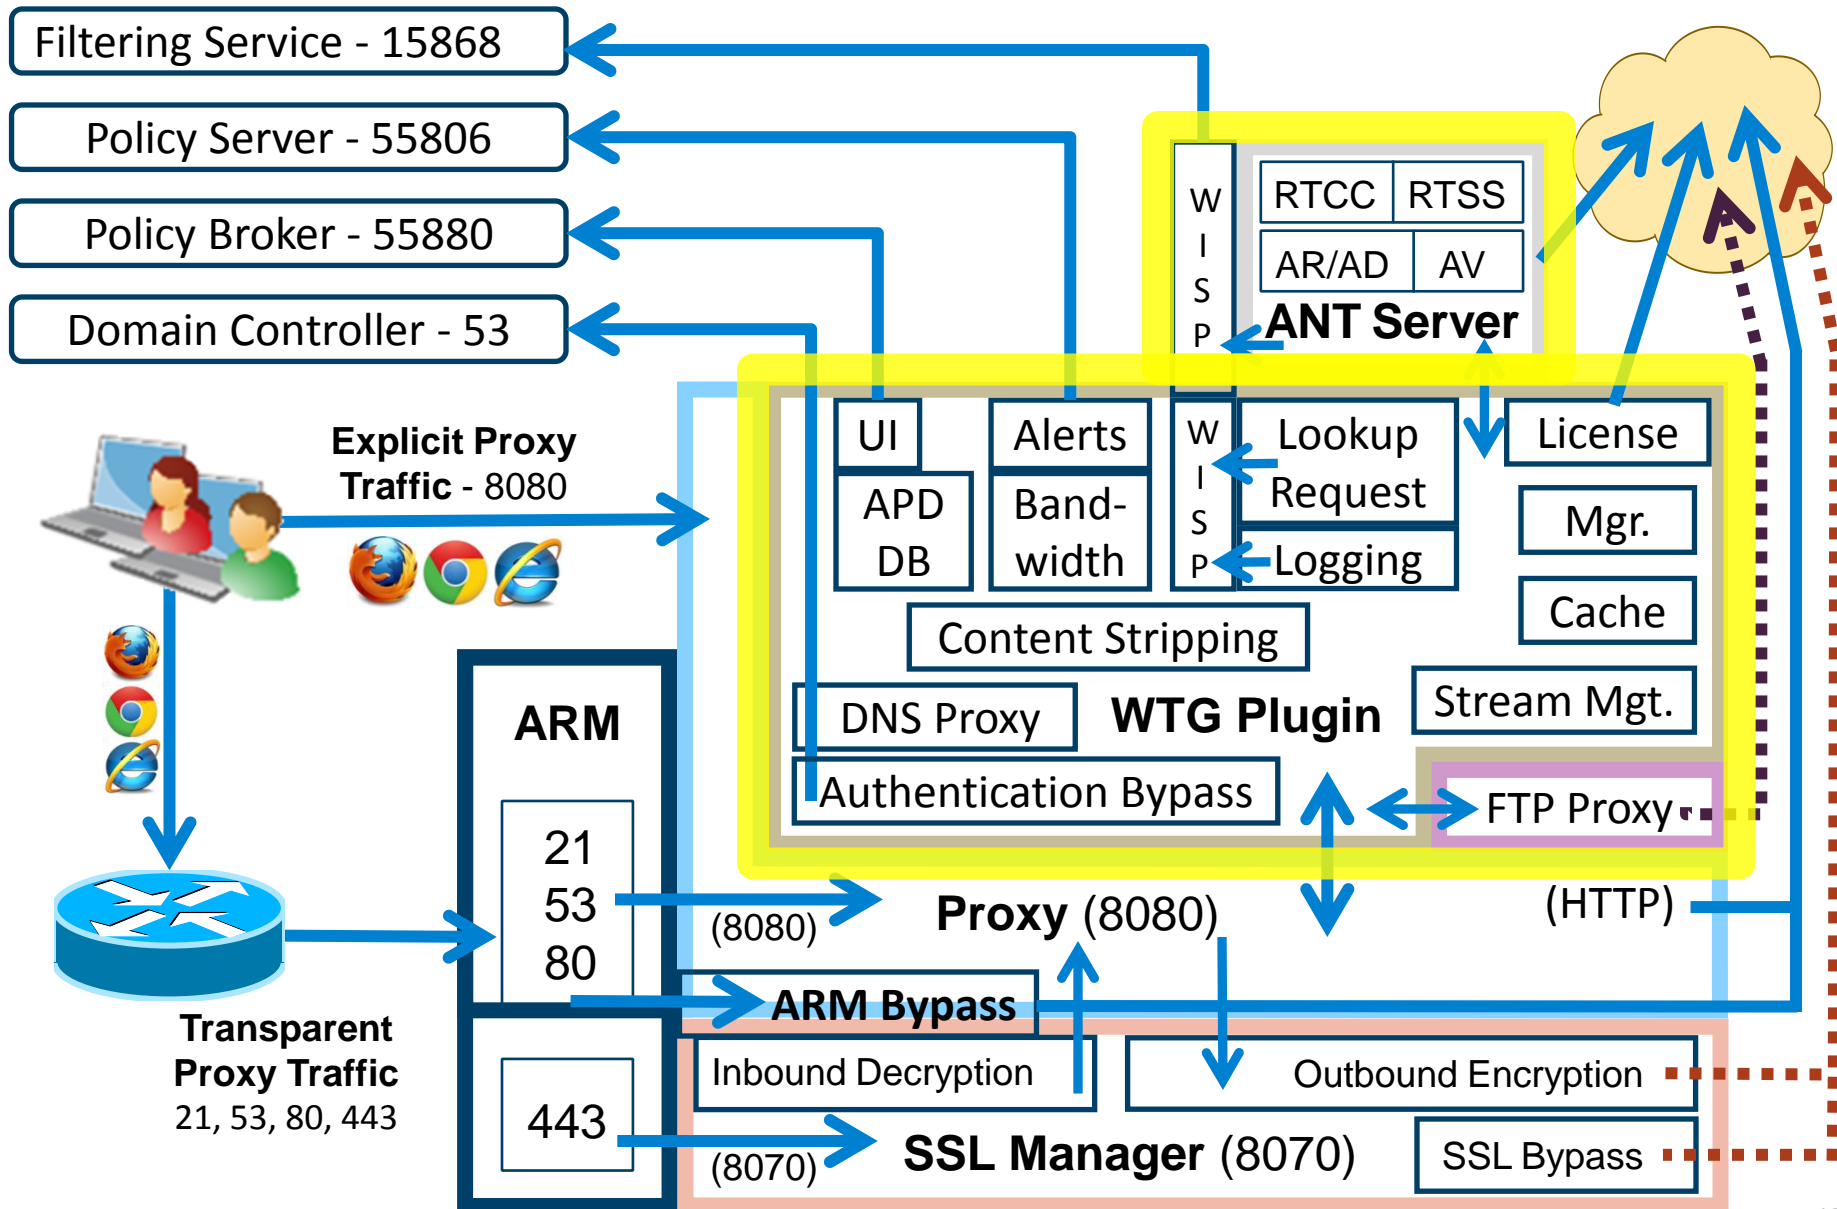 Filtering Service - 15868
Policy Server - 55806
Policy Broker - 55880
Domain Controller - 53
W
I
S
P
RTCC
RTSS
AR/AD
AV
ANT Server
Explicit Proxy
Traffic - 8080
UI
APD
DB
Alerts
Band-
width
W
I
S
P
Lookup
Request
Logging
License
Mgr.
Cache
Content Stripping
Stream Mgt.
DNS Proxy
WTG Plugin
Authentication Bypass
FTP Proxy
ARM
21
53
80
(8080)
Proxy (8080)
(HTTP)
ARM Bypass
Transparent
Proxy Traffic
21, 53, 80, 443
443
Inbound Decryption
Outbound Encryption
(8070)
SSL Manager (8070)
SSL Bypass